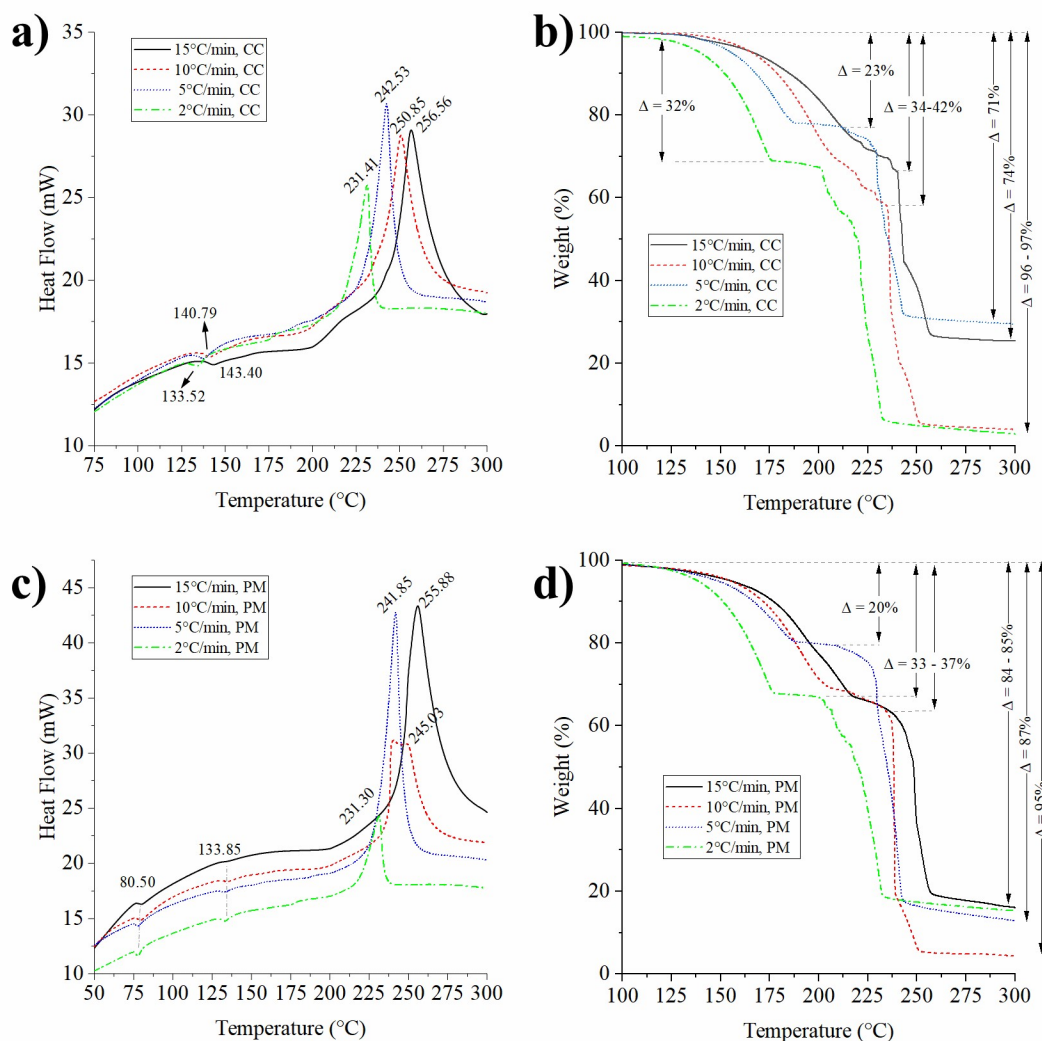 a)
35
30
25
20
15
10
Heat Flow (mW)
15°C/min, CC
10°C/min, CC
5°C/min, CC
2°C/min, CC
242.53
250.85
256.56
231.41
140.79
133.52
143.40
75 100 125 150 175 200 225 250 275 300
Temperature (°C)
b)
100
80
60
40
20
0
Weight (%)
Δ = 32%
Δ = 23%
Δ = 34-42%
Δ = 71%
Δ = 74%
Δ = 96 - 97%
15°C/min, CC
10°C/min, CC
5°C/min, CC
2°C/min, CC
100 125 150 175 200 225 250 275 300
Temperature (°C)
c)
45
40
35
30
25
20
15
10
Heat Flow (mW)
15°C/min, PM
10°C/min, PM
5°C/min, PM
2°C/min, PM
241.85
255.88
245.03
231.30
133.85
80.50
50 75 100 125 150 175 200 225 250 275 300
Temperature (°C)
d)
100
80
60
40
20
0
Weight (%)
Δ = 20%
Δ = 33 - 37%
Δ = 84 - 85%
Δ = 87%
Δ = 95%
15°C/min, PM
10°C/min, PM
5°C/min, PM
2°C/min, PM
100 125 150 175 200 225 250 275 300
Temperature (°C)